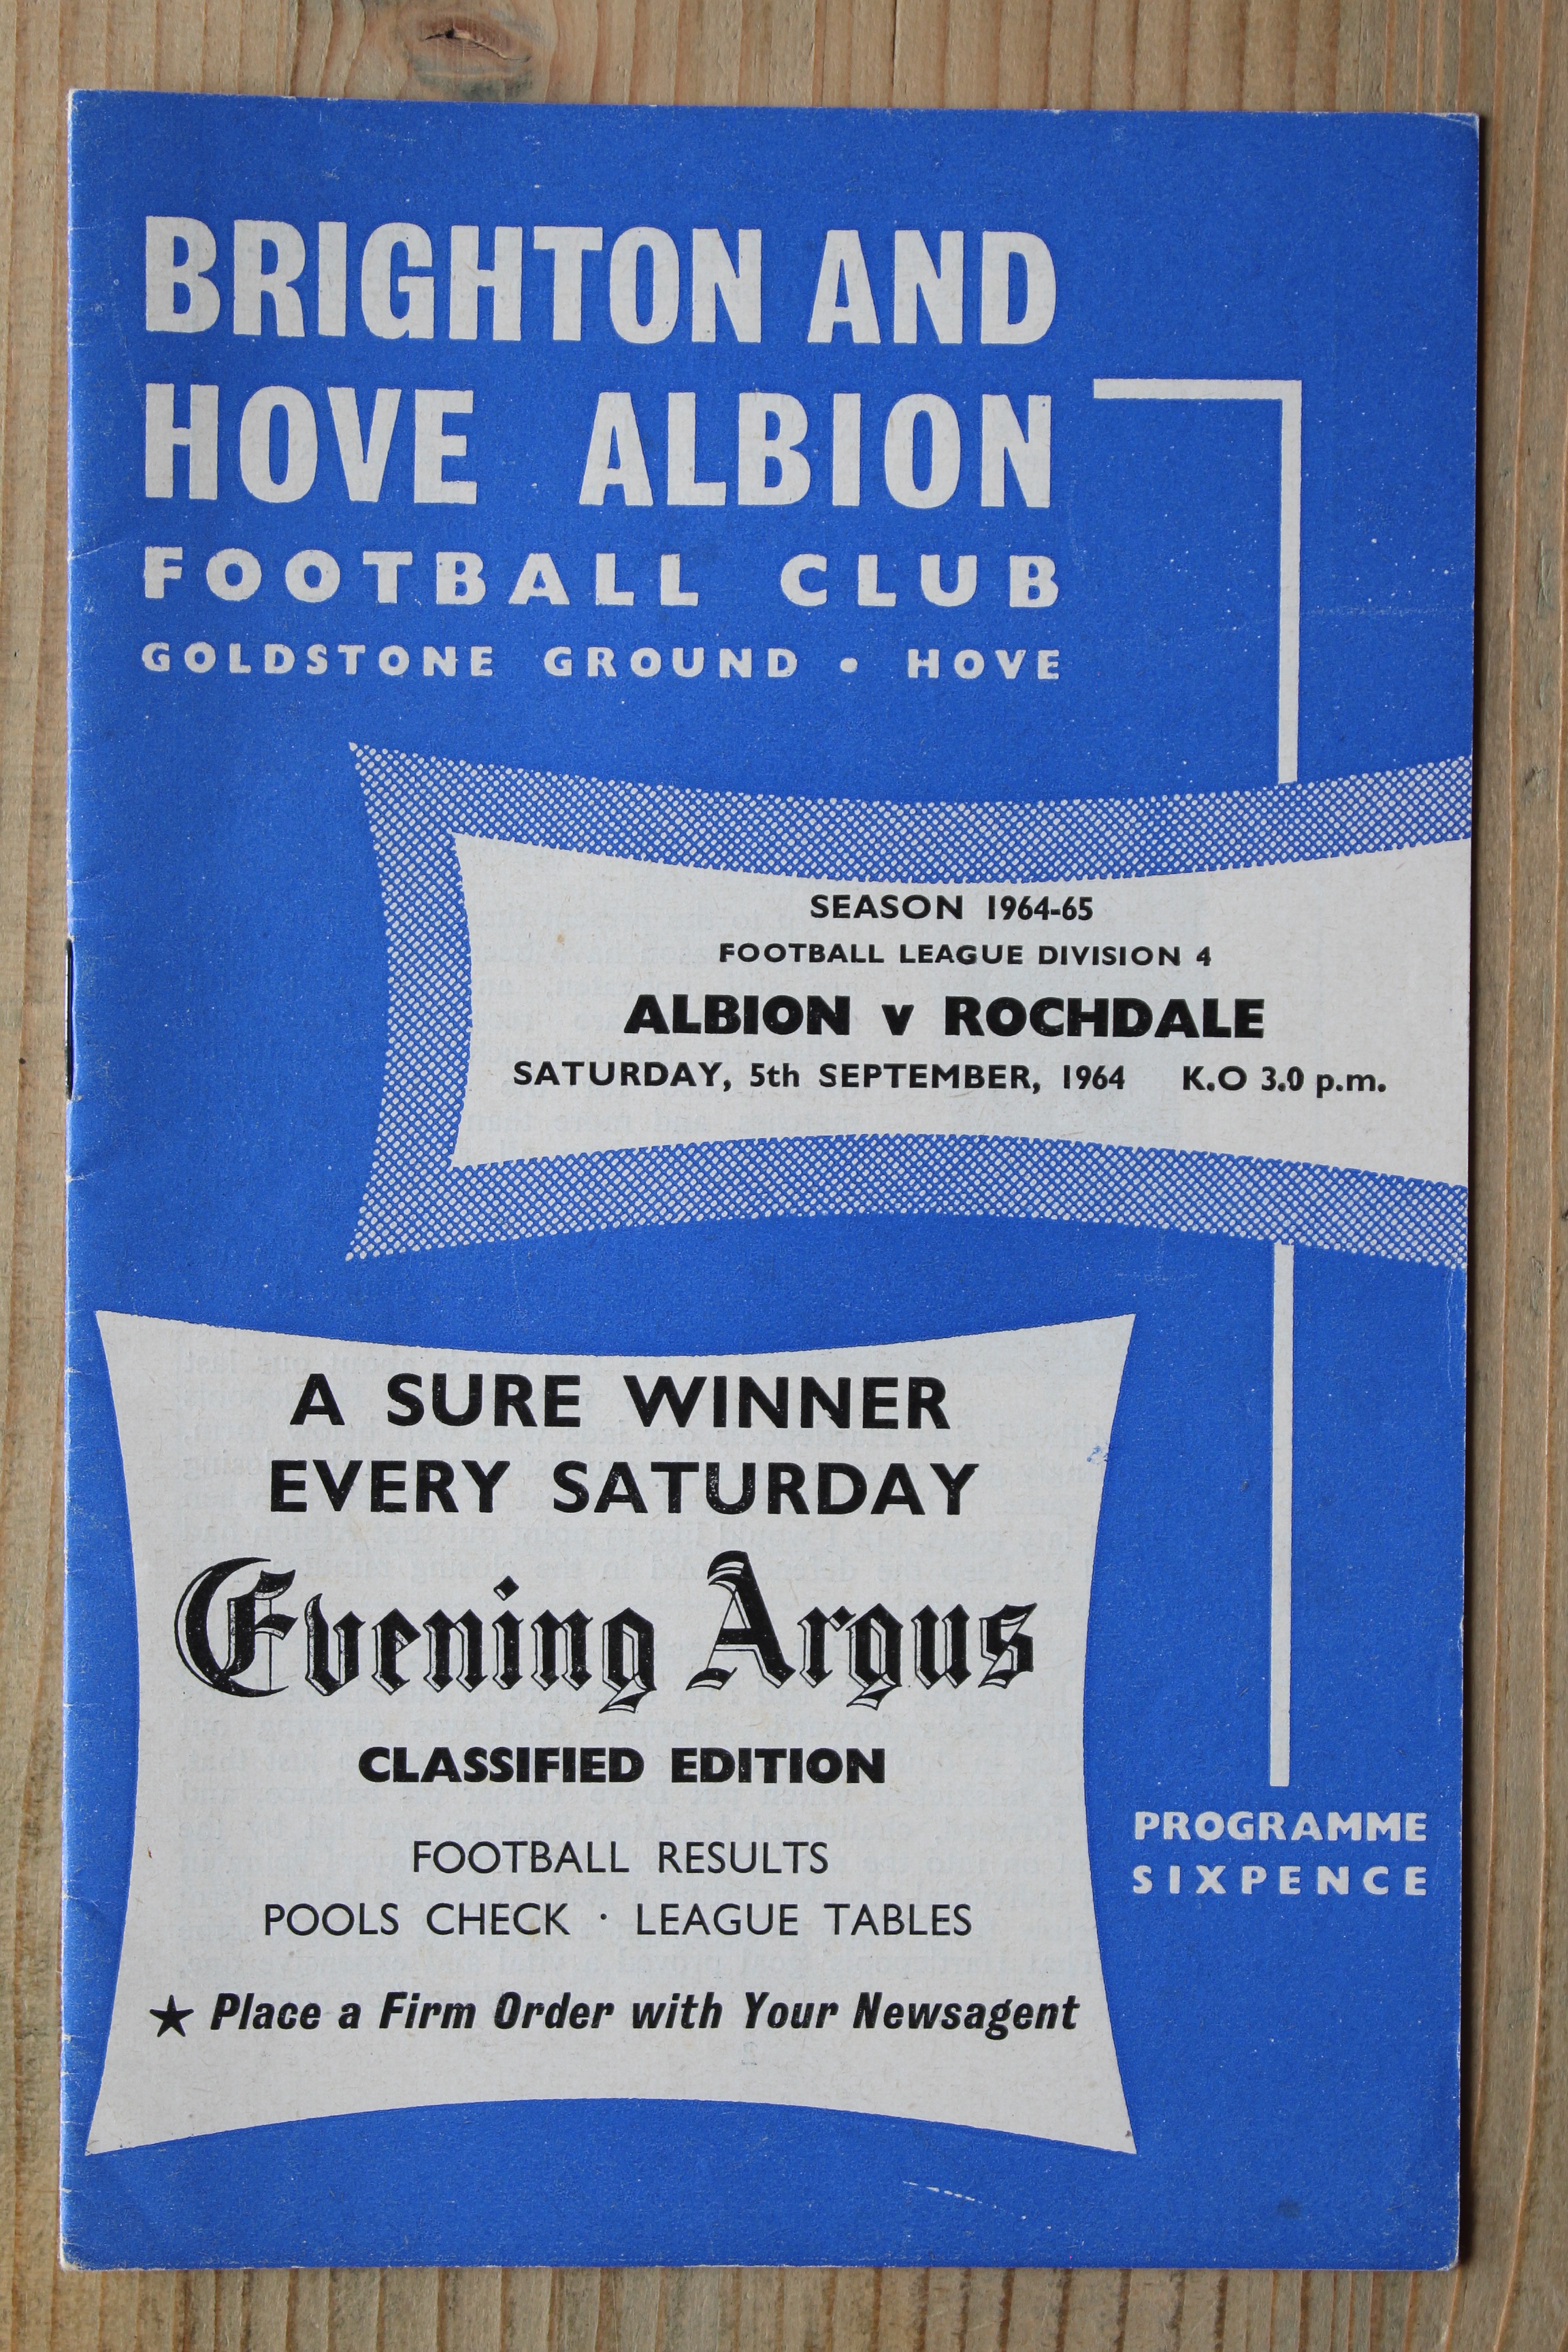 BRIGHTON AND
HOVE ALBION
FOOTBALL CLUB
GOLDSTONE GROUND • HOVE
SEASON 1964-65
FOOTBALL LEAGUE DIVISION 4
ALBION v ROCHDALE
SATURDAY, 5th SEPTEMBER, 1964 K.O 3.0 p.m.
A SURE WINNER
EVERY SATURDAY
Evening Argus
CLASSIFIED EDITION
FOOTBALL RESULTS
POOLS CHECK · LEAGUE TABLES
★ Place a Firm Order with Your Newsagent
PROGRAMME
SIXPENCE